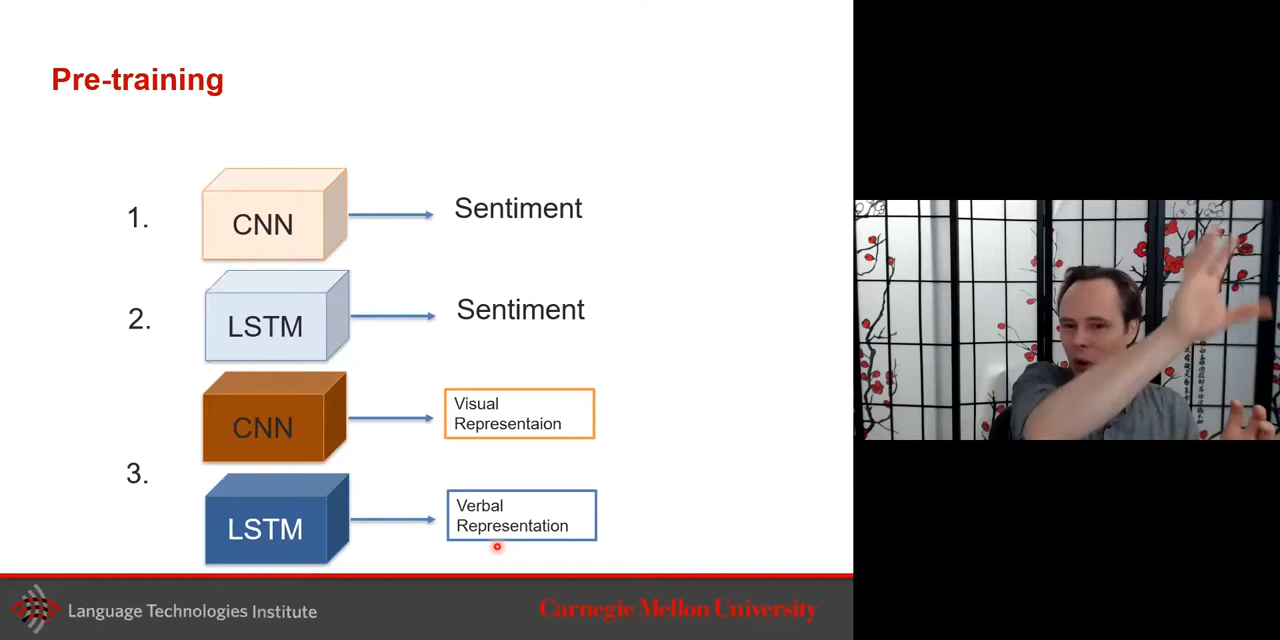 Pre-training
1.
CNN
Sentiment
2.
LSTM
Sentiment
3.
CNN
Visual
Representaion
LSTM
Verbal
Representation
Language Technologies Institute
Carnegie Mellon University